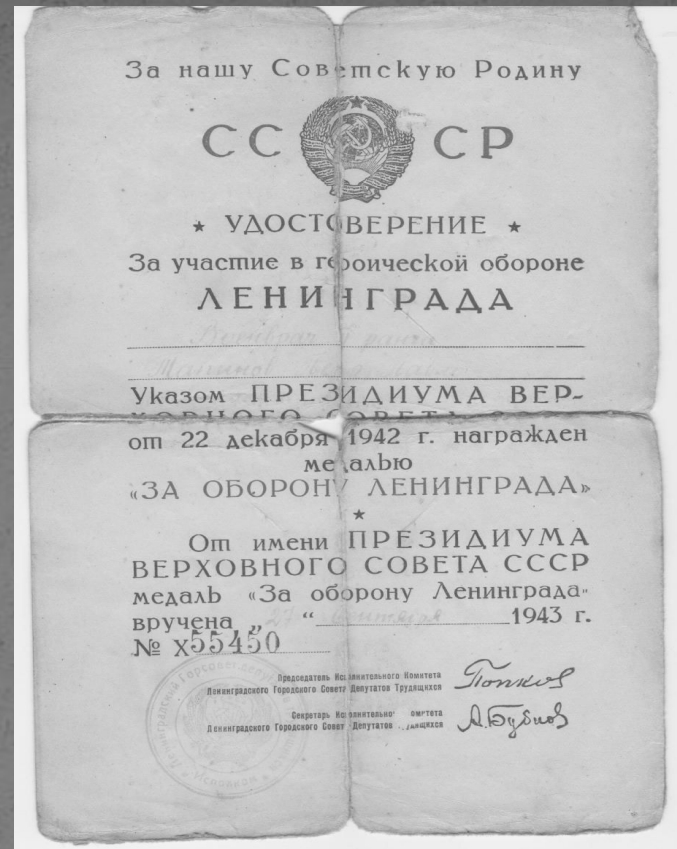 За нашу Советскую Родину
СССР
★ УДОСТОВЕРЕНИЕ ★
За участие в героической обороне
ЛЕНИНГРАДА
Указом ПРЕЗИДИУМА ВЕР-
ХОВНОГО СОВЕТА
от 22 декабря 1942 г. награжден
медалью
«ЗА ОБОРОНУ ЛЕНИНГРАДА»
★
От имени ПРЕЗИДИУМА
ВЕРХОВНОГО СОВЕТА СССР
медаль «За оборону Ленинграда»
вручена „27“ сентября 1943 г.
№ Х55450
Председатель Исполнительного Комитета
Ленинградского Городского Совета Депутатов Трудящихся
Попков
Секретарь Исполнительного Комитета
Ленинградского Городского Совета Депутатов Трудящихся
А. Бубнов